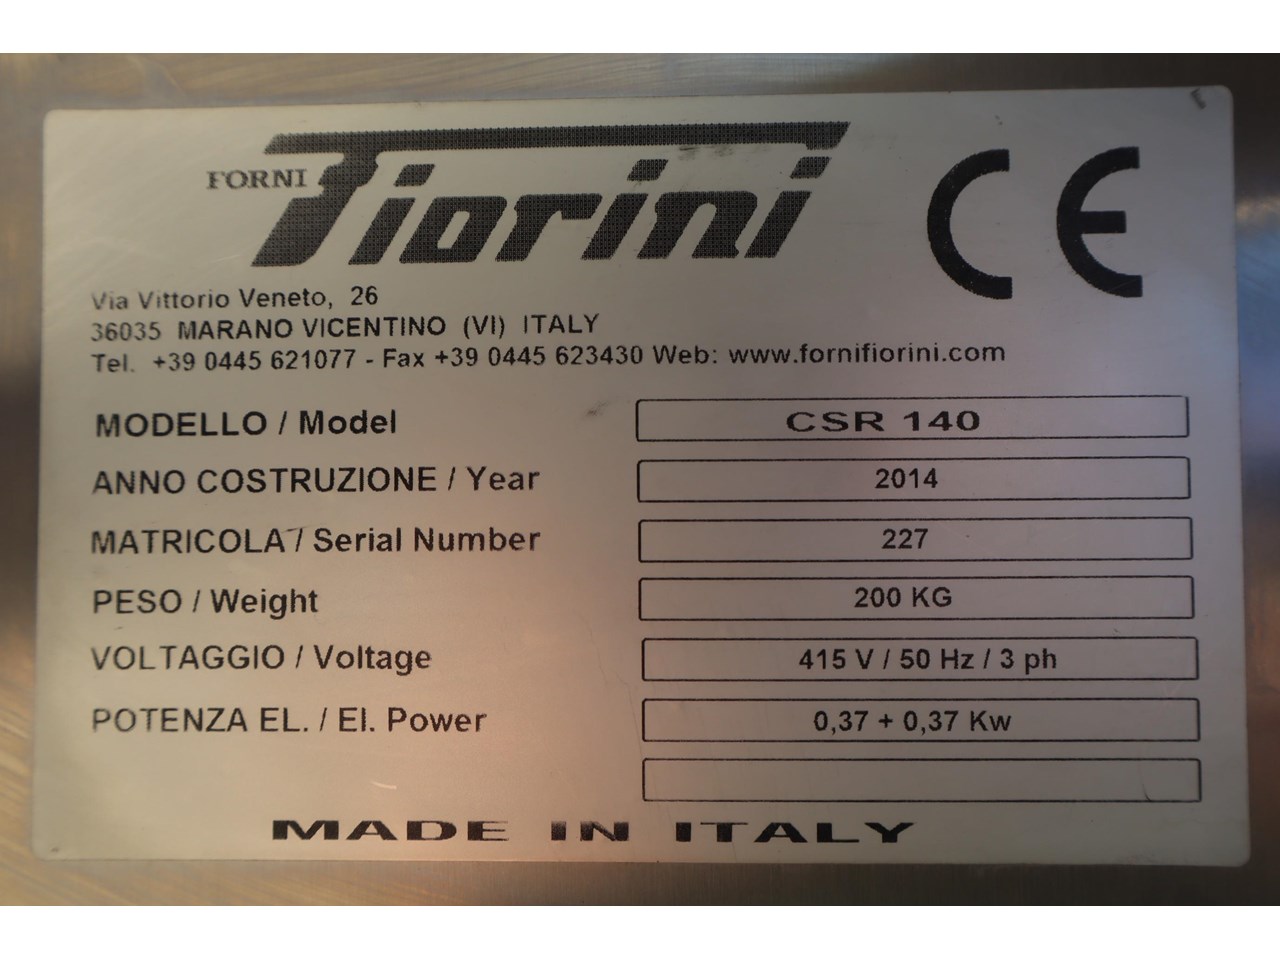 FORNI Fiorini CE
Via Vittorio Veneto, 26
36035 MARANO VICENTINO (VI) ITALY
Tel. +39 0445 621077 - Fax +39 0445 623430 Web: www.fornifiorini.com
MODELLO / Model CSR 140
ANNO COSTRUZIONE / Year 2014
MATRICOLA / Serial Number 227
PESO / Weight 200 KG
VOLTAGGIO / Voltage 415 V / 50 Hz / 3 ph
POTENZA EL. / El. Power 0,37 + 0,37 Kw
MADE IN ITALY